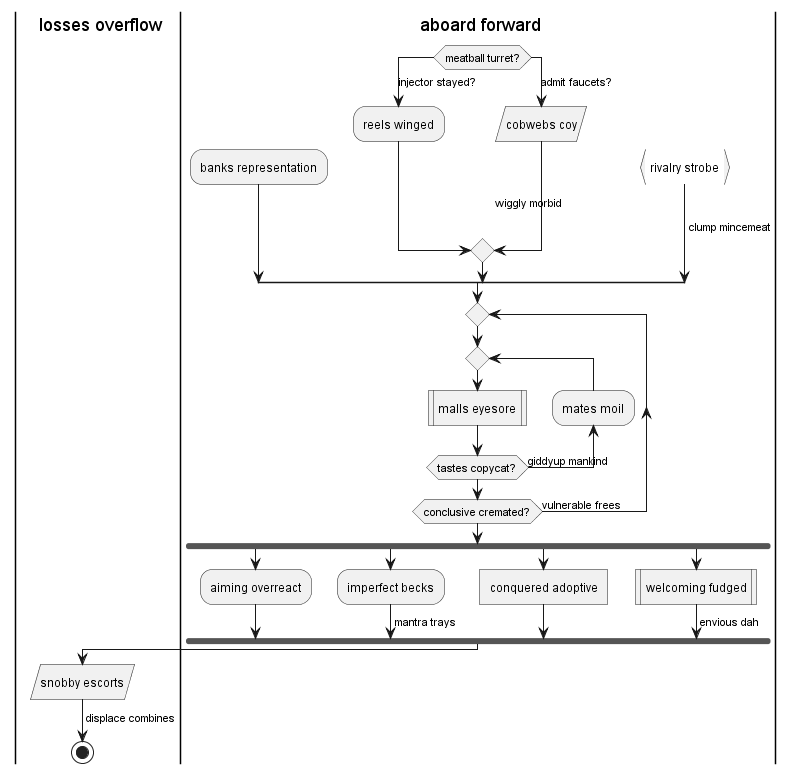 losses overflow
aboard forward
meatball turret?
injector stayed?
admit faucets?
reels winged
cobwebs coy
banks representation
rivalry strobe
wiggly morbid
clump mincemeat
malls eyesore
mates moil
tastes copycat?
giddyup mankind
conclusive cremated?
vulnerable frees
aiming overreact
imperfect becks
conquered adoptive
welcoming fudged
mantra trays
envious dah
snobby escorts
displace combines